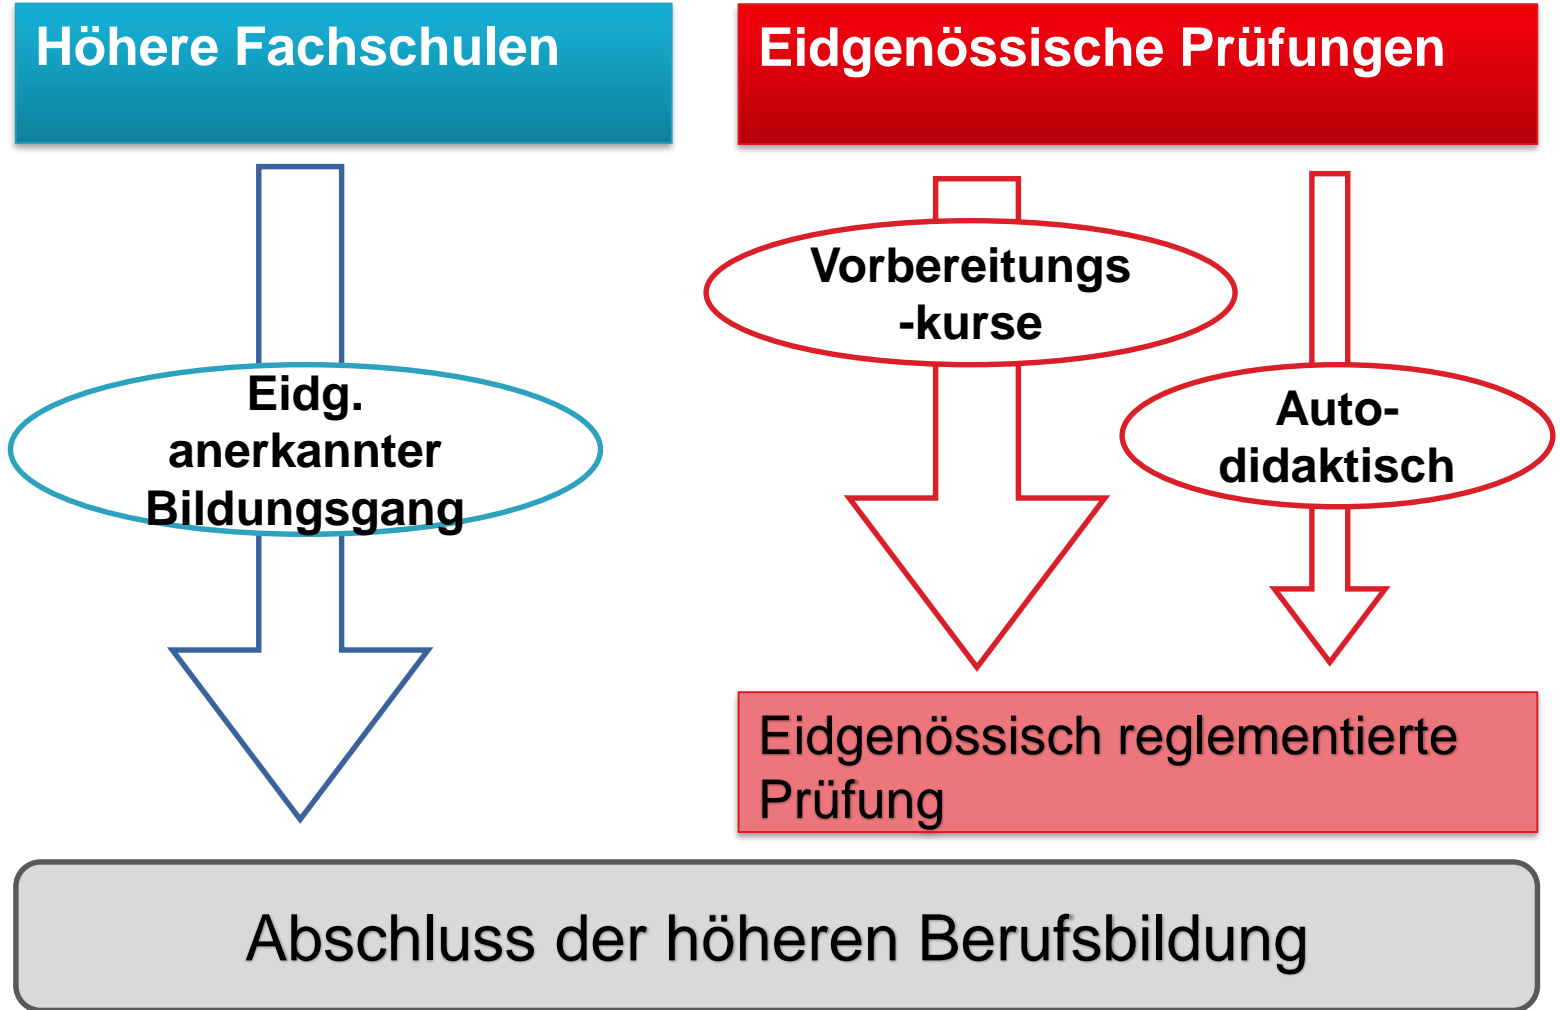 Höhere Fachschulen
Eidgenössische Prüfungen
Vorbereitungs
-kurse
Eidg.
anerkannter
Bildungsgang
Auto-
didaktisch
Eidgenössisch reglementierte
Prüfung
Abschluss der höheren Berufsbildung